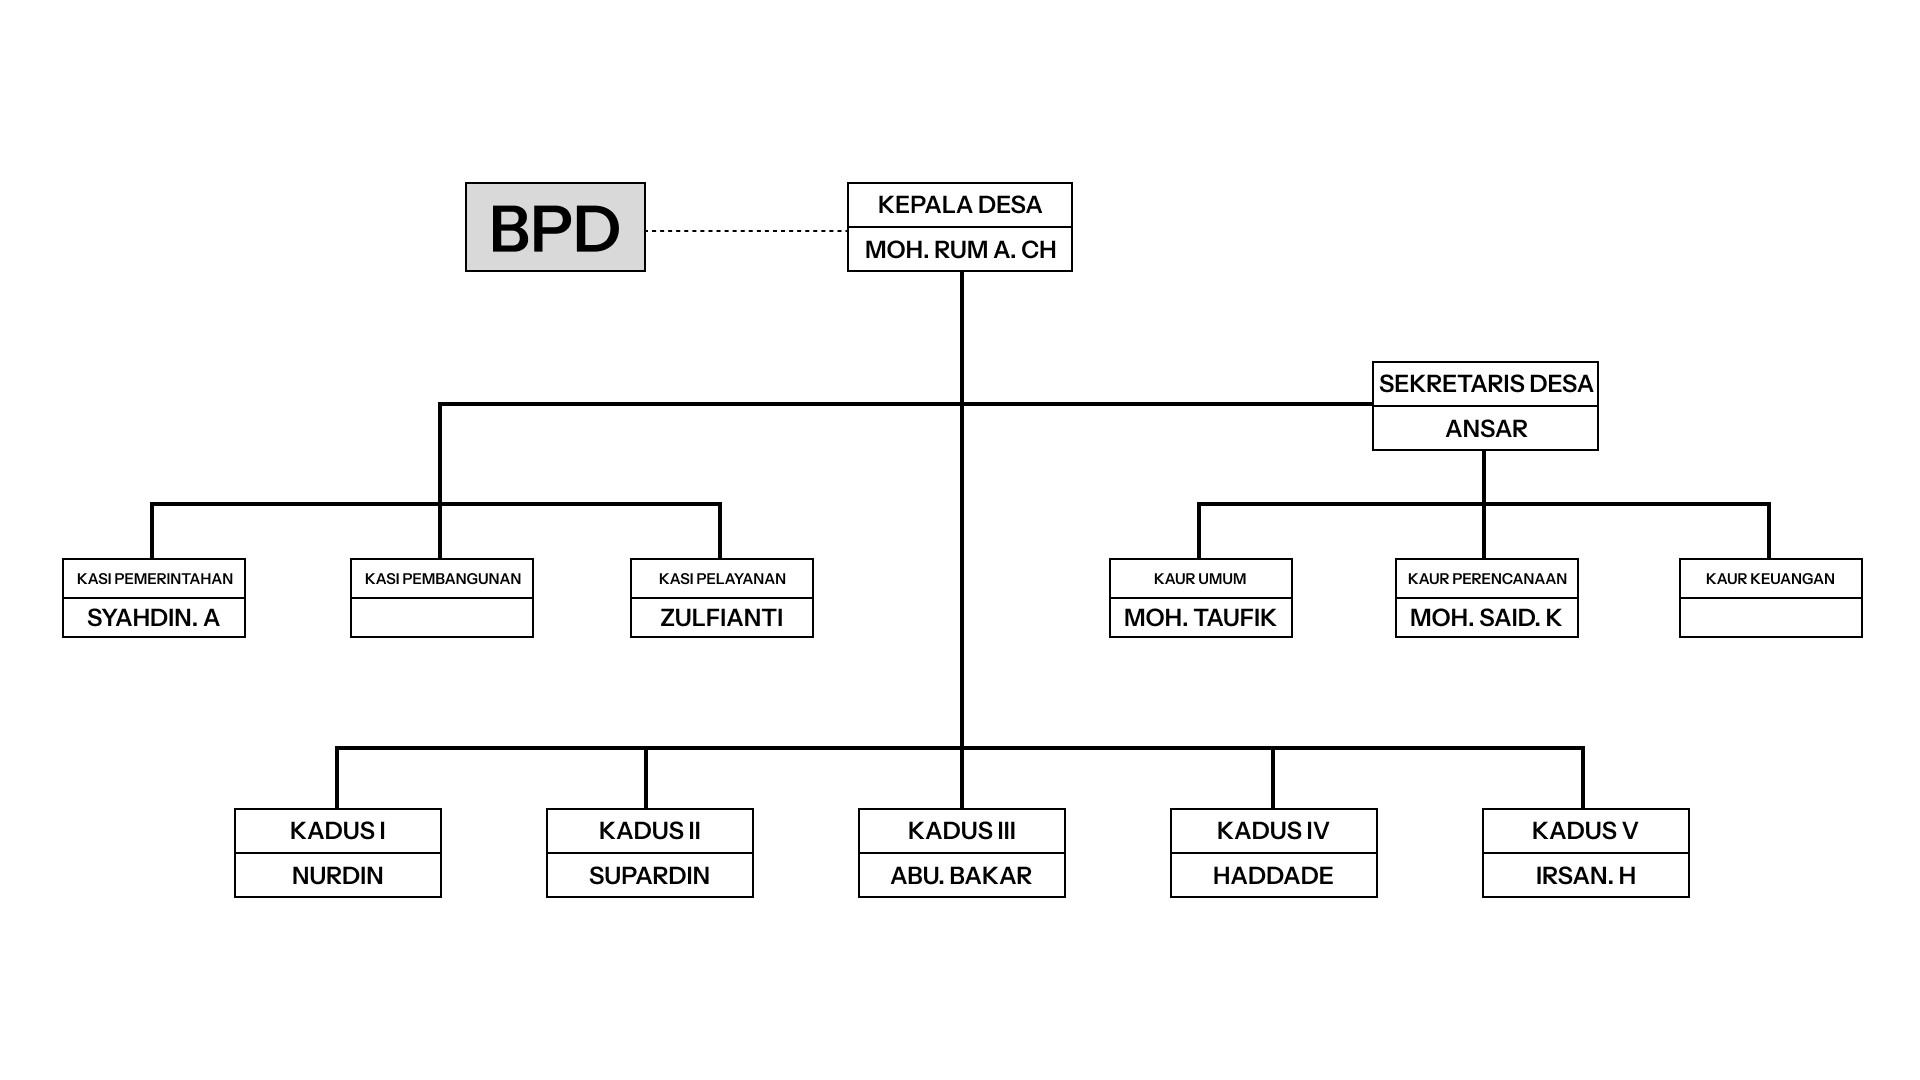 BPD
KEPALA DESA
MOH. RUM A. CH
SEKRETARIS DESA
ANSAR
KASI PEMERINTAHAN
SYAHDIN. A
KASI PEMBANGUNAN
KASI PELAYANAN
ZULFIANTI
KAUR UMUM
MOH. TAUFIK
KAUR PERENCANAAN
MOH. SAID. K
KAUR KEUANGAN
KADUS I
NURDIN
KADUS II
SUPARDIN
KADUS III
ABU. BAKAR
KADUS IV
HADDADE
KADUS V
IRSAN. H